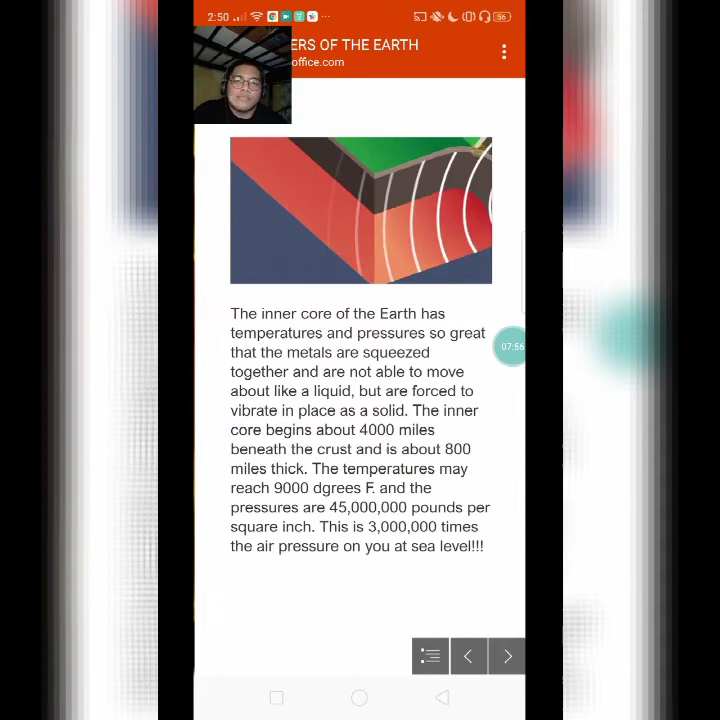 2:50
56
ERS OF THE EARTH
office.com
The inner core of the Earth has
temperatures and pressures so great
that the metals are squeezed
together and are not able to move
about like a liquid, but are forced to
vibrate in place as a solid. The inner
core begins about 4000 miles
beneath the crust and is about 800
miles thick. The temperatures may
reach 9000 dgrees F. and the
pressures are 45,000,000 pounds per
square inch. This is 3,000,000 times
the air pressure on you at sea level!!!
07:56